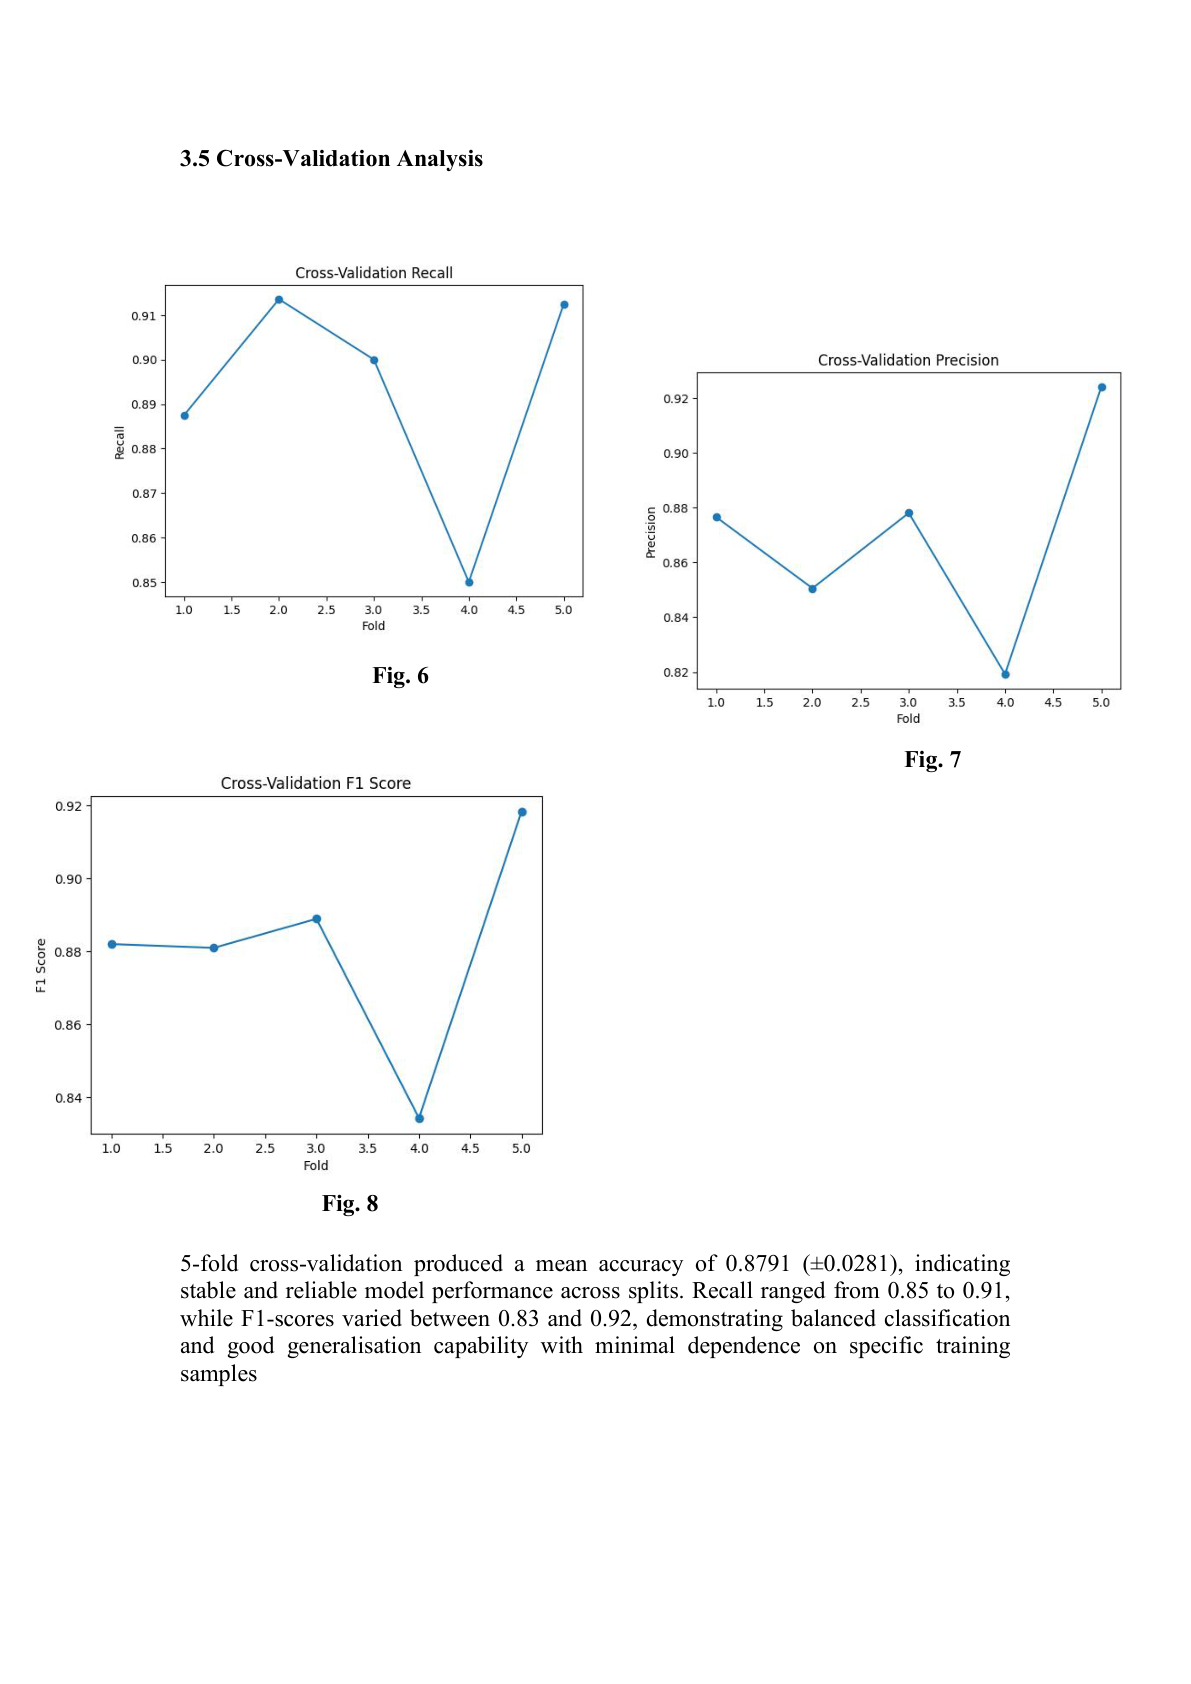 3.5 Cross-Validation Analysis
Cross-Validation Recall
0.91
0.90
0.89
0.88
0.87
0.86
0.85
Recall
1.0 1.5 2.0 2.5 3.0 3.5 4.0 4.5 5.0
Fold
Fig. 6
Cross-Validation Precision
0.92
0.90
0.88
0.86
0.84
0.82
Precision
1.0 1.5 2.0 2.5 3.0 3.5 4.0 4.5 5.0
Fold
Fig. 7
Cross-Validation F1 Score
0.92
0.90
0.88
0.86
0.84
F1 Score
1.0 1.5 2.0 2.5 3.0 3.5 4.0 4.5 5.0
Fold
Fig. 8
5-fold cross-validation produced a mean accuracy of 0.8791 (±0.0281), indicating
stable and reliable model performance across splits. Recall ranged from 0.85 to 0.91,
while F1-scores varied between 0.83 and 0.92, demonstrating balanced classification
and good generalisation capability with minimal dependence on specific training
samples